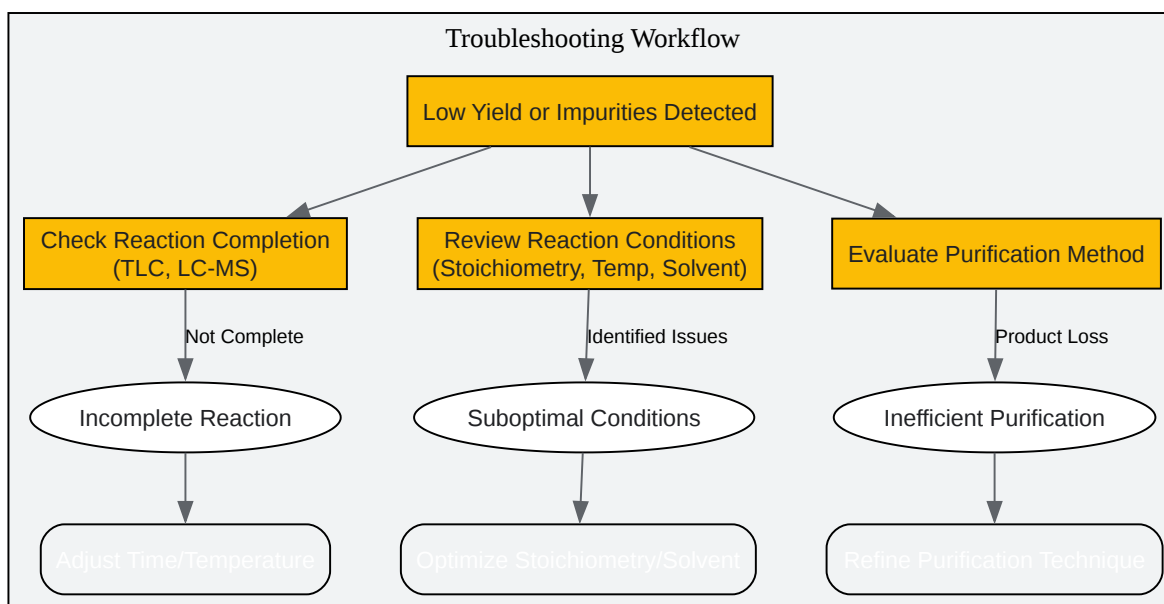 Troubleshooting Workflow
Low Yield or Impurities Detected
Check Reaction Completion
(TLC, LC-MS)
Review Reaction Conditions
(Stoichiometry, Temp, Solvent)
Evaluate Purification Method
Not Complete
Identified Issues
Product Loss
Incomplete Reaction
Suboptimal Conditions
Inefficient Purification
Adjust Time/Temperature
Optimize Stoichiometry/Solvent
Refine Purification Technique